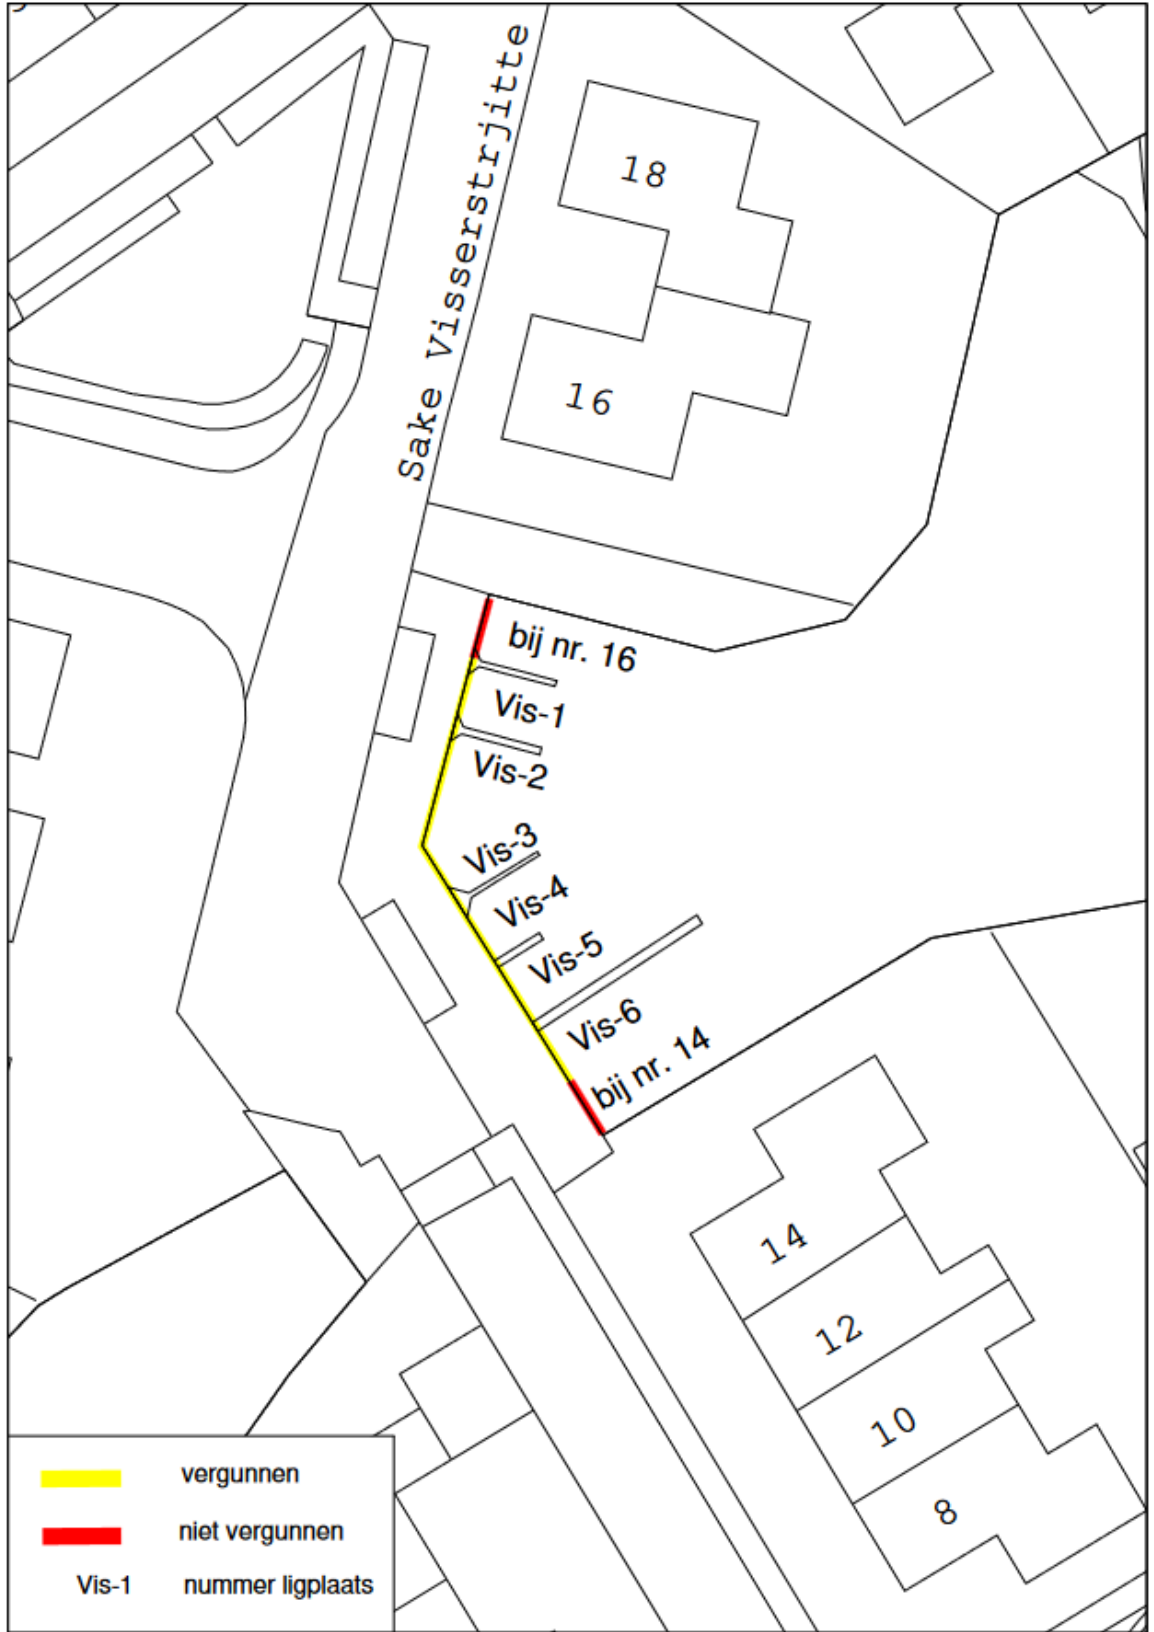 Sake Visserstrjitte
18
16
bij nr. 16
Vis-1
Vis-2
Vis-3
Vis-4
Vis-5
Vis-6
bij nr. 14
14
12
10
8
vergunnen
niet vergunnen
Vis-1 nummer ligplaats